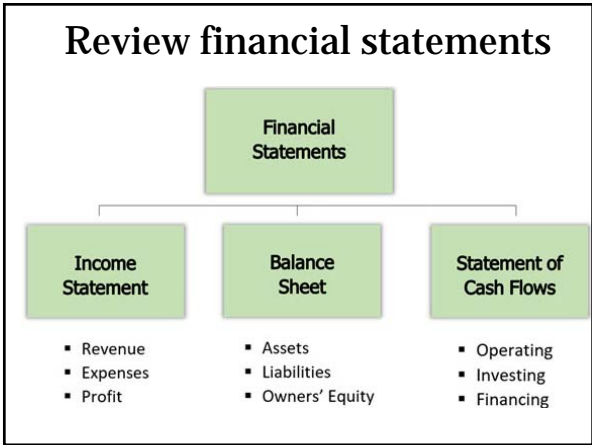 Review financial statements
Financial
Statements
Income
Statement
▪ Revenue
▪ Expenses
▪ Profit
Balance
Sheet
▪ Assets
▪ Liabilities
▪ Owners' Equity
Statement of
Cash Flows
▪ Operating
▪ Investing
▪ Financing